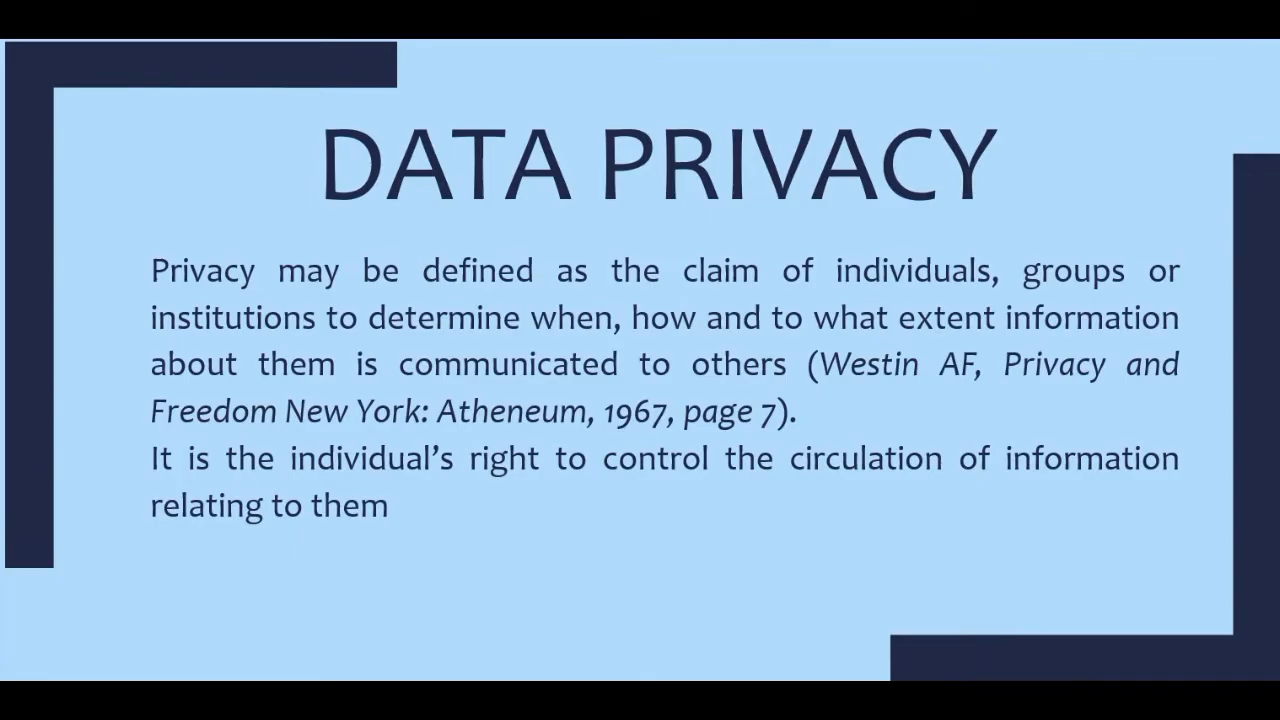 DATA PRIVACY
Privacy may be defined as the claim of individuals, groups or
institutions to determine when, how and to what extent information
about them is communicated to others (Westin AF, Privacy and
Freedom New York: Atheneum, 1967, page 7).
It is the individual’s right to control the circulation of information
relating to them